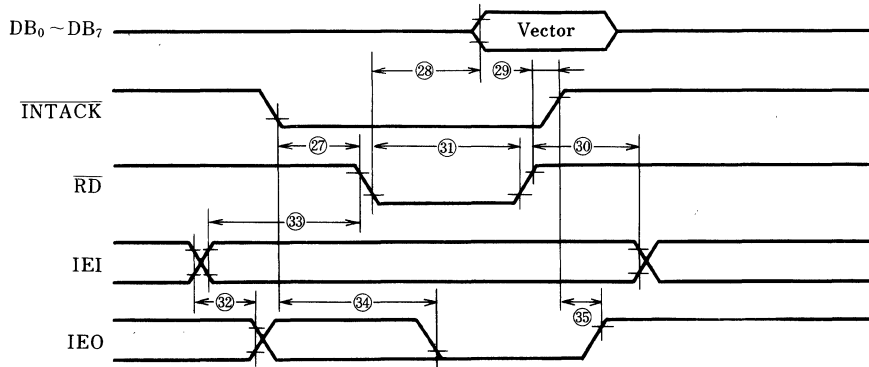 DB₀~DB₇
Vector
㉘
㉙
INTACK
㉗
㉛
㉚
RD
㉝
IEI
㉜
㉞
㉟
IEO